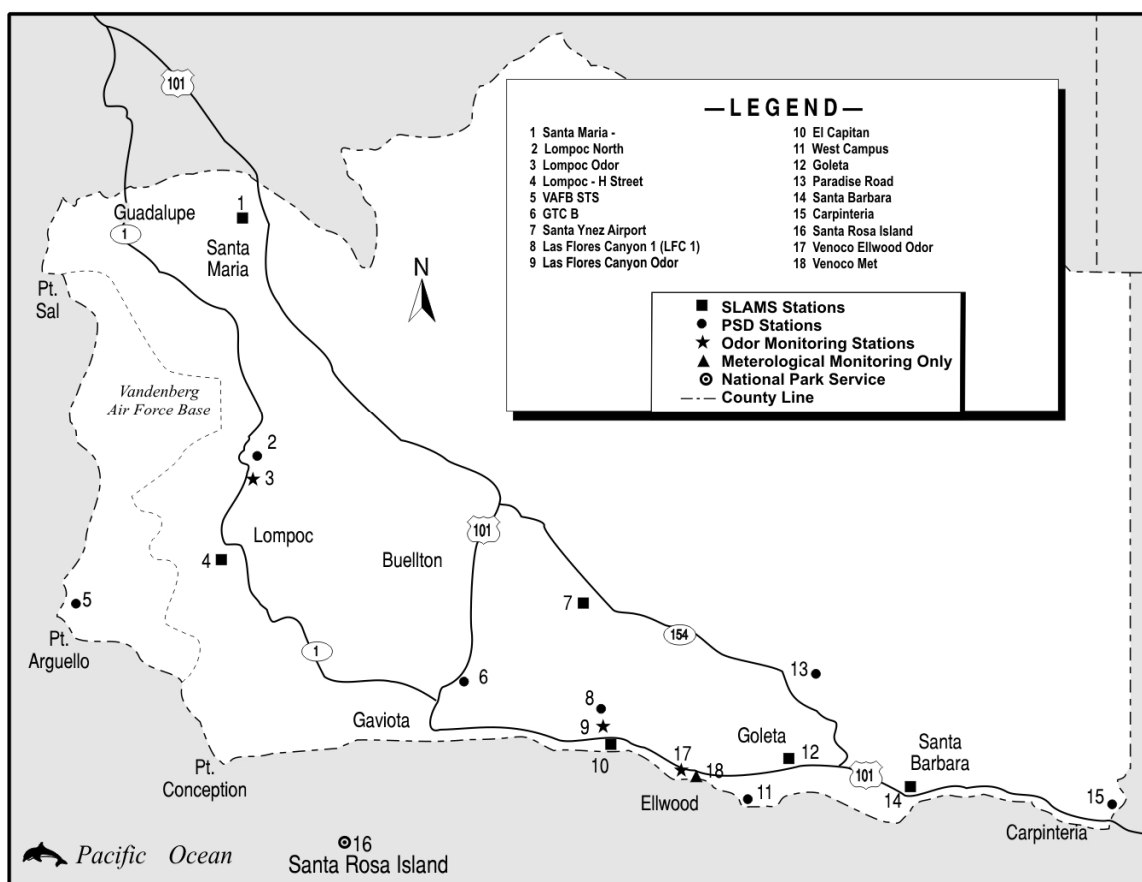 101
— L E G E N D —
1 Santa Maria -
2 Lompoc North
3 Lompoc Odor
4 Lompoc - H Street
5 VAFB STS
6 GTC B
7 Santa Ynez Airport
8 Las Flores Canyon 1 (LFC 1)
9 Las Flores Canyon Odor
10 El Capitan
11 West Campus
12 Goleta
13 Paradise Road
14 Santa Barbara
15 Carpinteria
16 Santa Rosa Island
17 Venoco Ellwood Odor
18 Venoco Met
SLAMS Stations
PSD Stations
Odor Monitoring Stations
Meterological Monitoring Only
National Park Service
County Line
Guadalupe
1
1
Santa
Maria
N
Pt.
Sal
Vandenberg
Air Force Base
2
3
Lompoc
101
Buellton
4
5
7
Pt.
Arguello
1
154
6
13
8
Gaviota
9
10
Goleta
12
Santa
Barbara
17
18
101
Pt.
Conception
Ellwood
11
14
15
Carpinteria
16
Santa Rosa Island
Pacific Ocean